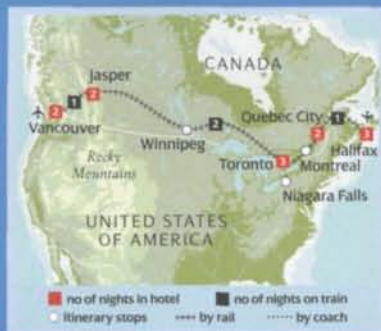 CANADA
Jasper
2
1
2
Vancouver
Winnipeg
2
Quebec City
1
2
3
Halifax
Rocky
Mountains
Toronto
3
Montreal
Niagara Falls
UNITED STATES
OF AMERICA
no of nights in hotel
no of nights on train
itinerary stops
by rail
by coach